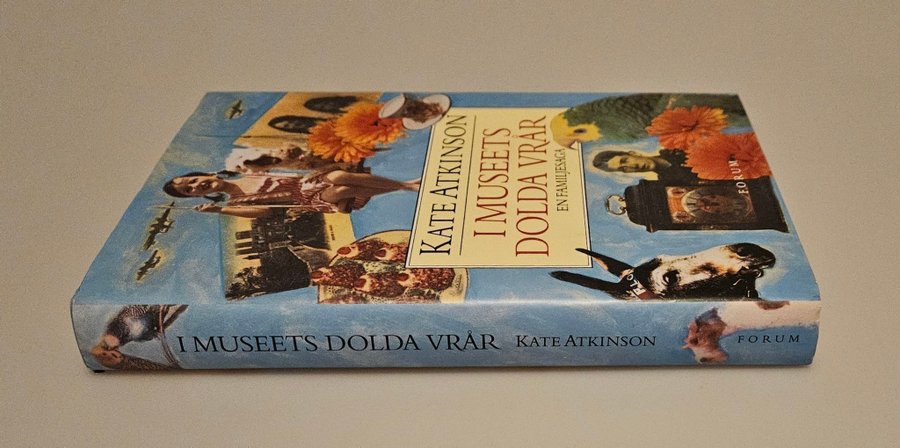 KATE ATKINSON
I MUSEETS
DOLDA VRÅR
EN FAMILJESAGA
FORUM
I MUSEETS DOLDA VRÅR KATE ATKINSON FORUM